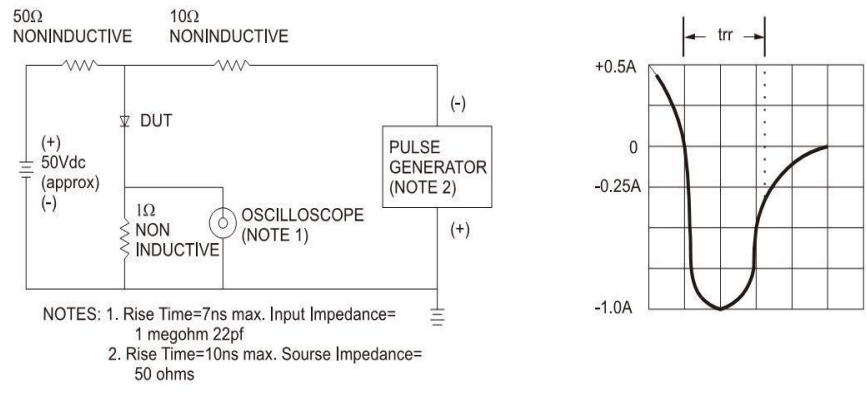 50Ω
NONINDUCTIVE
10Ω
NONINDUCTIVE
DUT
(+)
50Vdc
(approx)
(-)
1Ω
NON
INDUCTIVE
OSCILLOSCOPE
(NOTE 1)
(-)
PULSE
GENERATOR
(NOTE 2)
(+)
NOTES: 1. Rise Time=7ns max. Input Impedance=
1 megohm 22pf
2. Rise Time=10ns max. Sourse Impedance=
50 ohms
trr
+0.5A
0
-0.25A
-1.0A